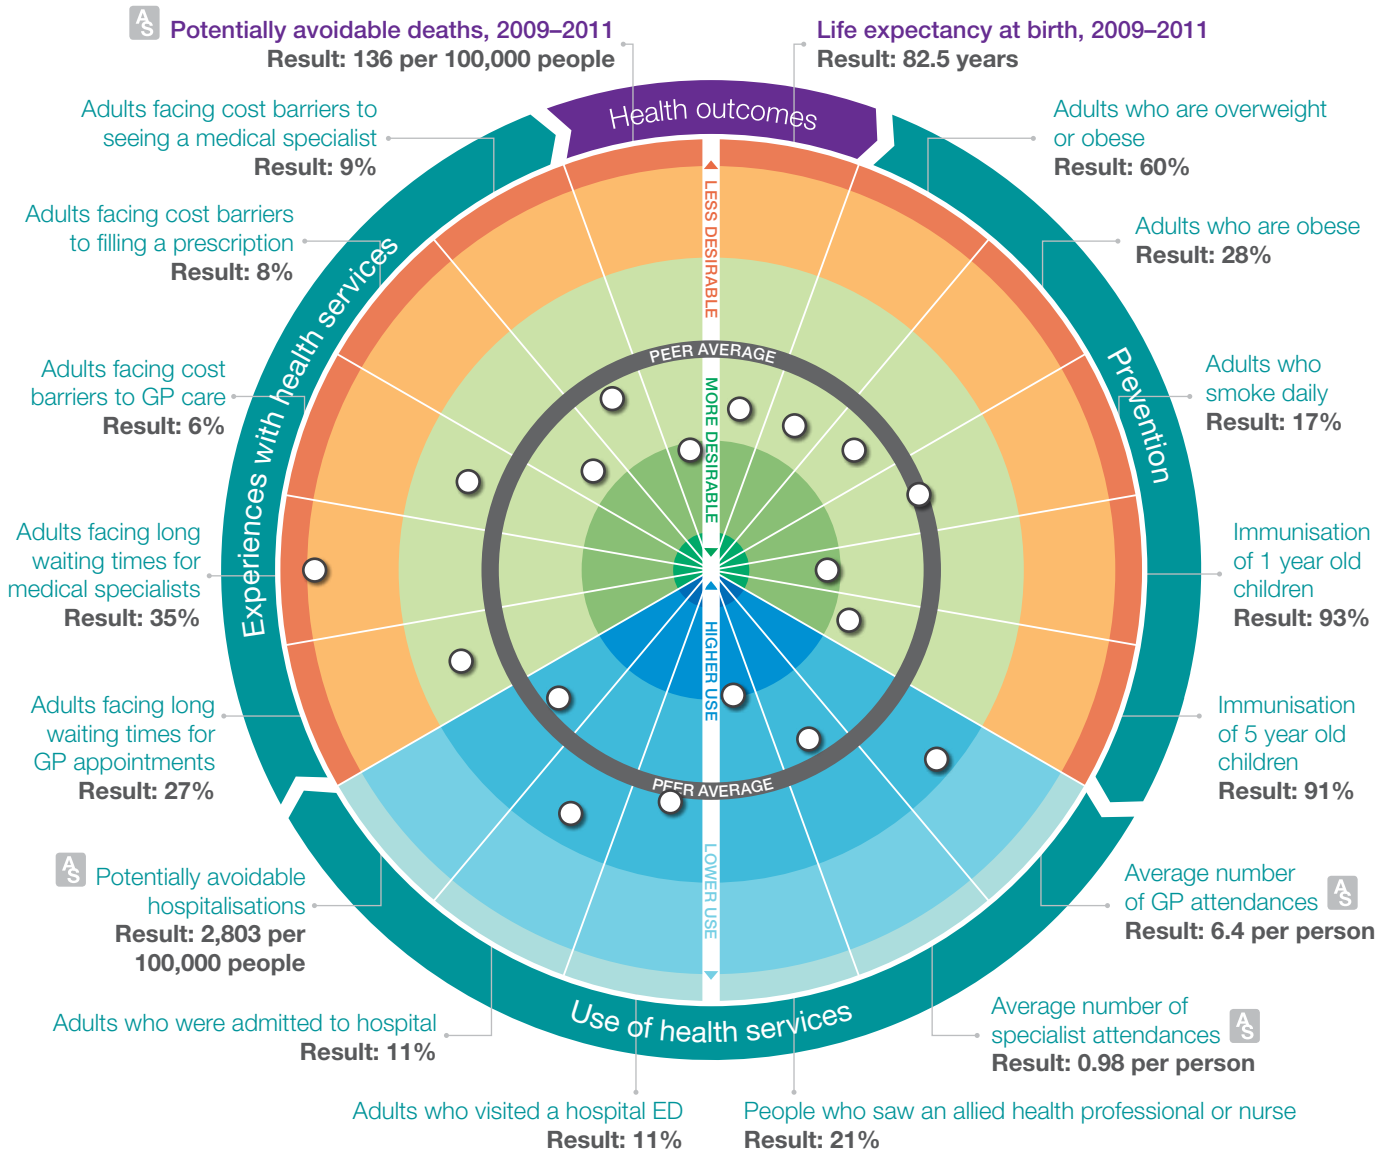 AS Potentially avoidable deaths, 2009–2011
Result: 136 per 100,000 people
Life expectancy at birth, 2009–2011
Result: 82.5 years
Health outcomes
Adults facing cost barriers to
seeing a medical specialist
Result: 9%
Adults who are overweight
or obese
Result: 60%
Adults facing cost barriers
to filling a prescription
Result: 8%
Adults who are obese
Result: 28%
Adults facing cost
barriers to GP care
Result: 6%
Adults who
smoke daily
Result: 17%
Adults facing long
waiting times for
medical specialists
Result: 35%
Immunisation
of 1 year old
children
Result: 93%
Adults facing long
waiting times for
GP appointments
Result: 27%
Immunisation
of 5 year old
children
Result: 91%
Experiences with health services
Prevention
LESS DESIRABLE
PEER AVERAGE
MORE DESIRABLE
HIGHER USE
PEER AVERAGE
LOWER USE
Use of health services
AS Potentially avoidable
hospitalisations
Result: 2,803 per
100,000 people
Average number
of GP attendances AS
Result: 6.4 per person
Adults who were admitted to hospital
Result: 11%
Average number of
specialist attendances AS
Result: 0.98 per person
Adults who visited a hospital ED
Result: 11%
People who saw an allied health professional or nurse
Result: 21%